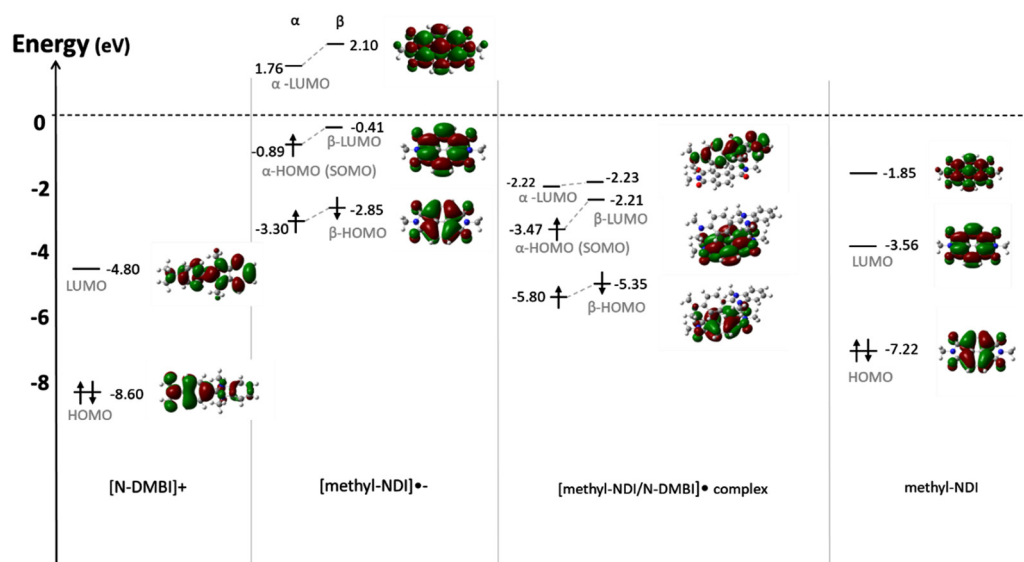 α β
Energy (eV)
2.10
1.76
α -LUMO
0
-0.41
-0.89
β-LUMO
α-HOMO (SOMO)
-2
-2.22
-2.23
-1.85
α -LUMO
-2.21
-2.85
-3.30
β-HOMO
β-LUMO
-3.47
α-HOMO (SOMO)
-3.56
LUMO
-4
-4.80
LUMO
-5.35
-5.80
β-HOMO
-6
-7.22
HOMO
-8
-8.60
HOMO
[N-DMBI]+
[methyl-NDI]•-
[methyl-NDI/N-DMBI]• complex
methyl-NDI